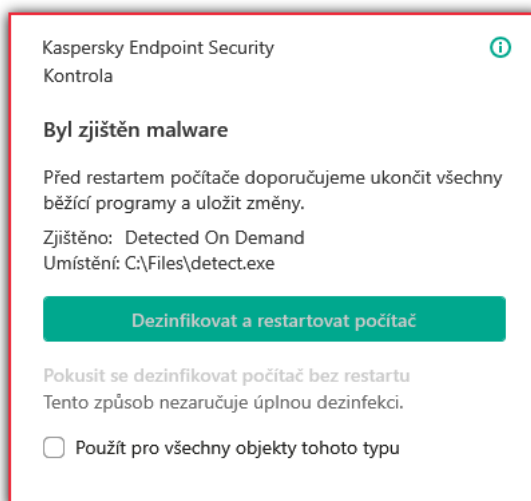 Kaspersky Endpoint Security
Kontrola
Byl zjištěn malware
Před restartem počítače doporučujeme ukončit všechny
běžící programy a uložit změny.
Zjištěno: Detected On Demand
Umístění: C:\Files\detect.exe
Dezinfikovat a restartovat počítač
Pokusit se dezinfikovat počítač bez restartu
Tento způsob nezaručuje úplnou dezinfekci.
Použít pro všechny objekty tohoto typu